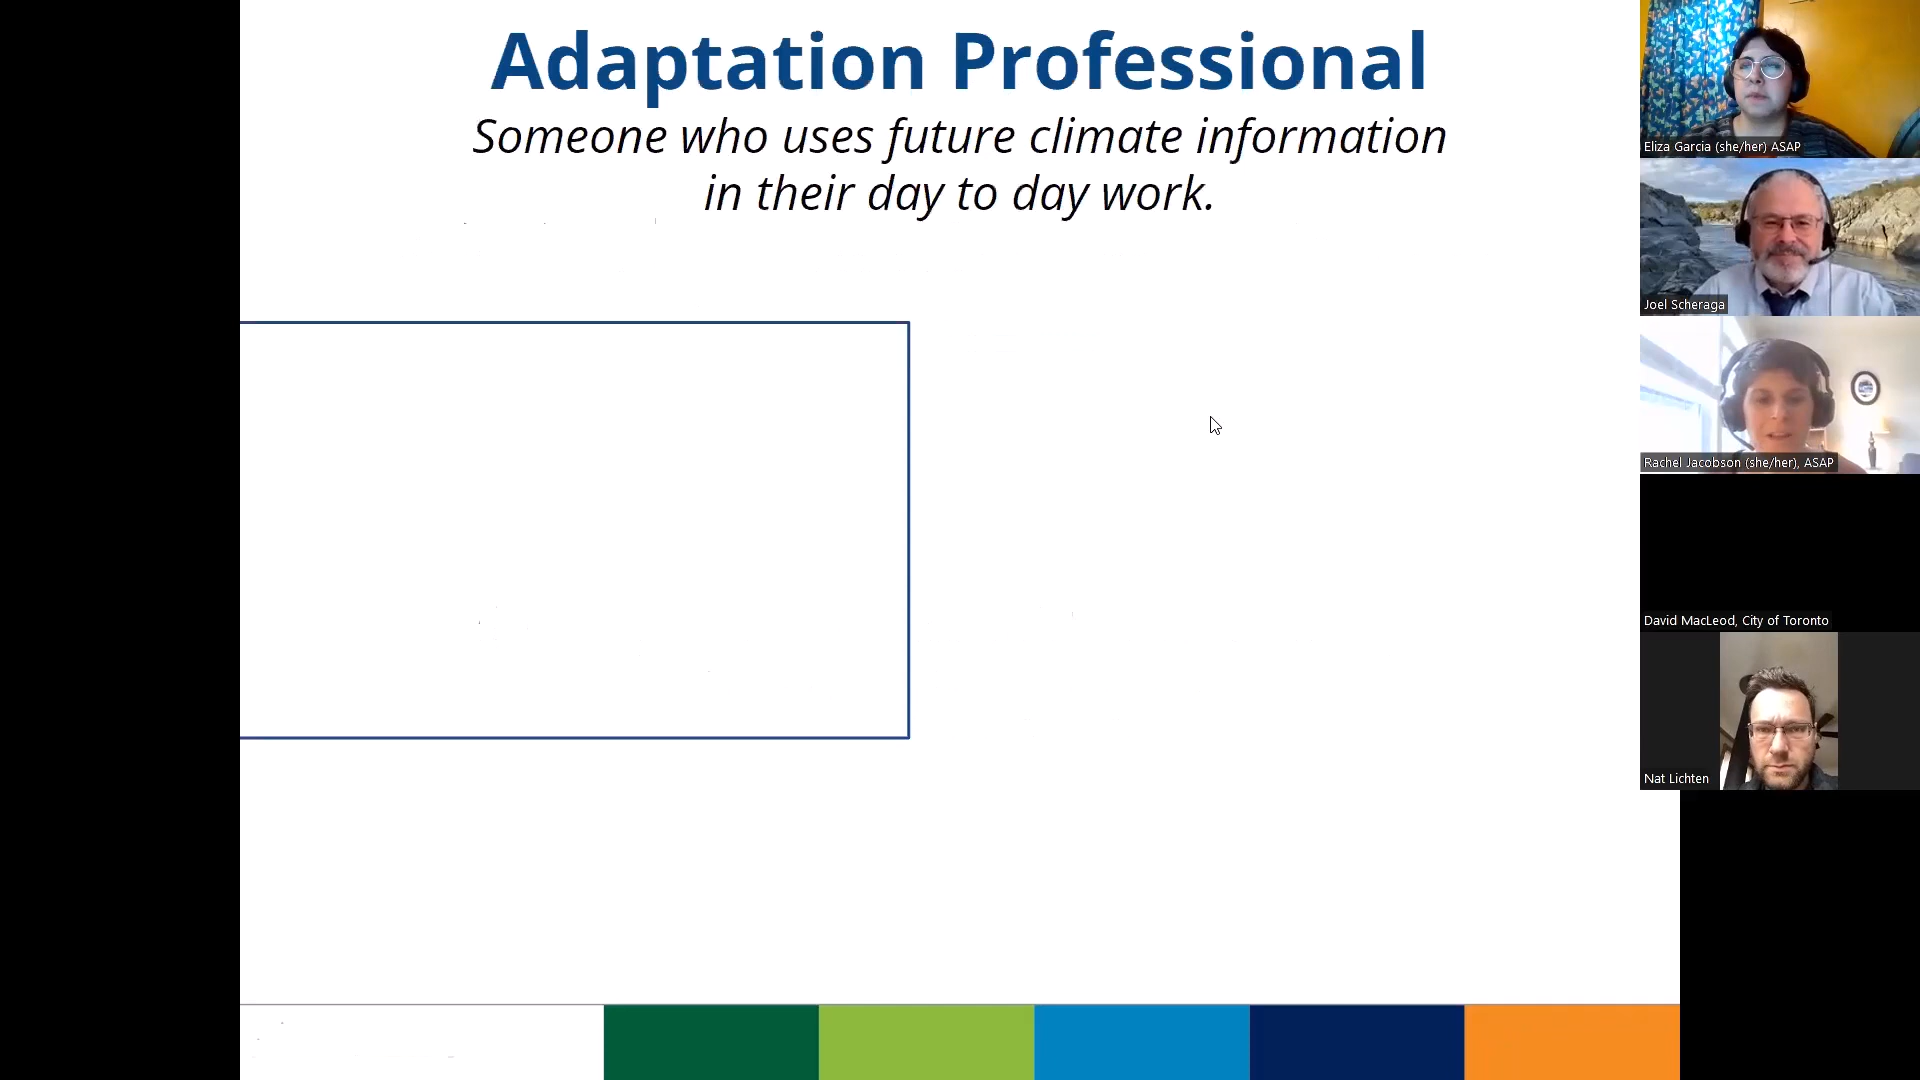 Adaptation Professional
Someone who uses future climate information
in their day to day work.
Eliza Garcia (she/her) ASAP
Joel Scheraga
Rachel Jacobson (she/her), ASAP
David MacLeod, City of Toronto
Nat Lichten